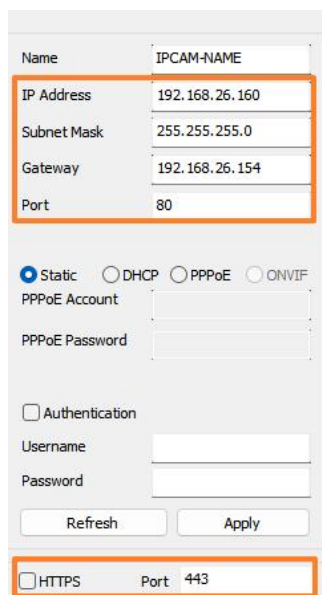 Name IPCAM-NAME
IP Address 192.168.26.160
Subnet Mask 255.255.255.0
Gateway 192.168.26.154
Port 80
Static DHCP PPPoE ONVIF
PPPoE Account
PPPoE Password
Authentication
Username
Password
Refresh Apply
HTTPS Port 443